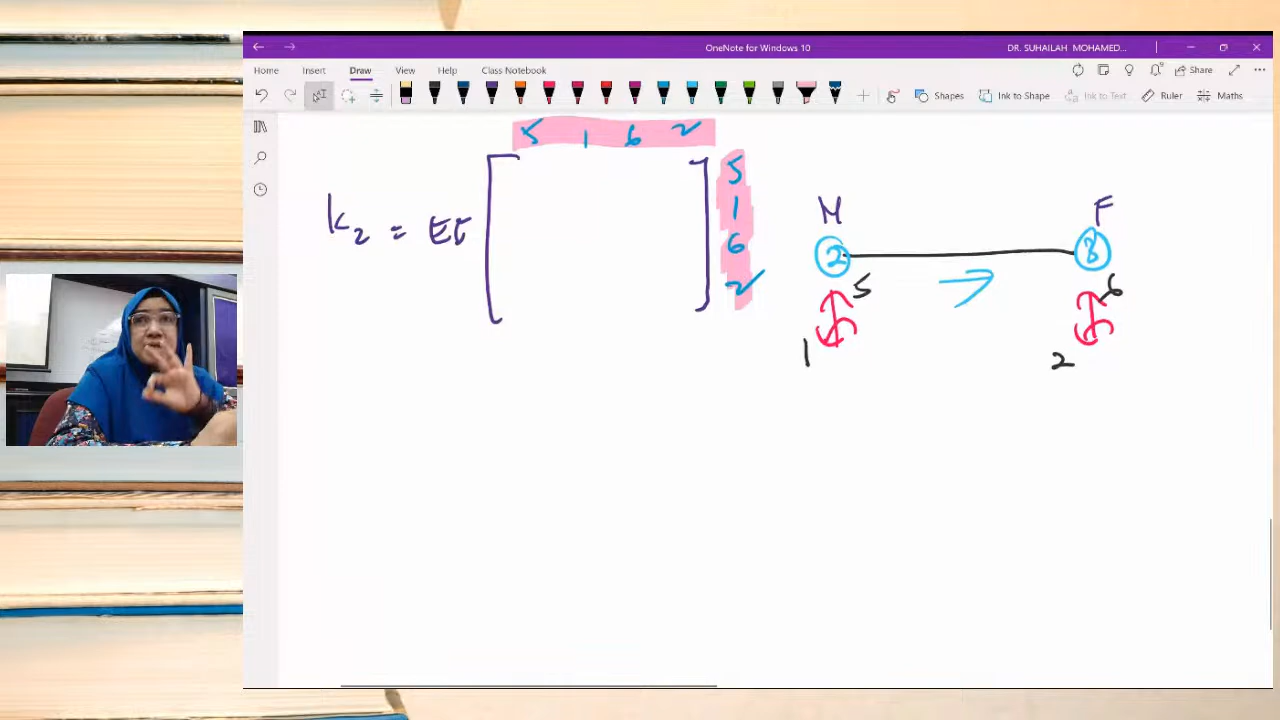 OneNote for Windows 10
DR. SUHAILAH MOHAMED...
Home Insert Draw View Help Class Notebook
Share
Shapes Ink to Shape Ink to Text Ruler Maths
5 1 6 2
K2 = EI
5
1
6
2
N F
2 3
5 6
1 2